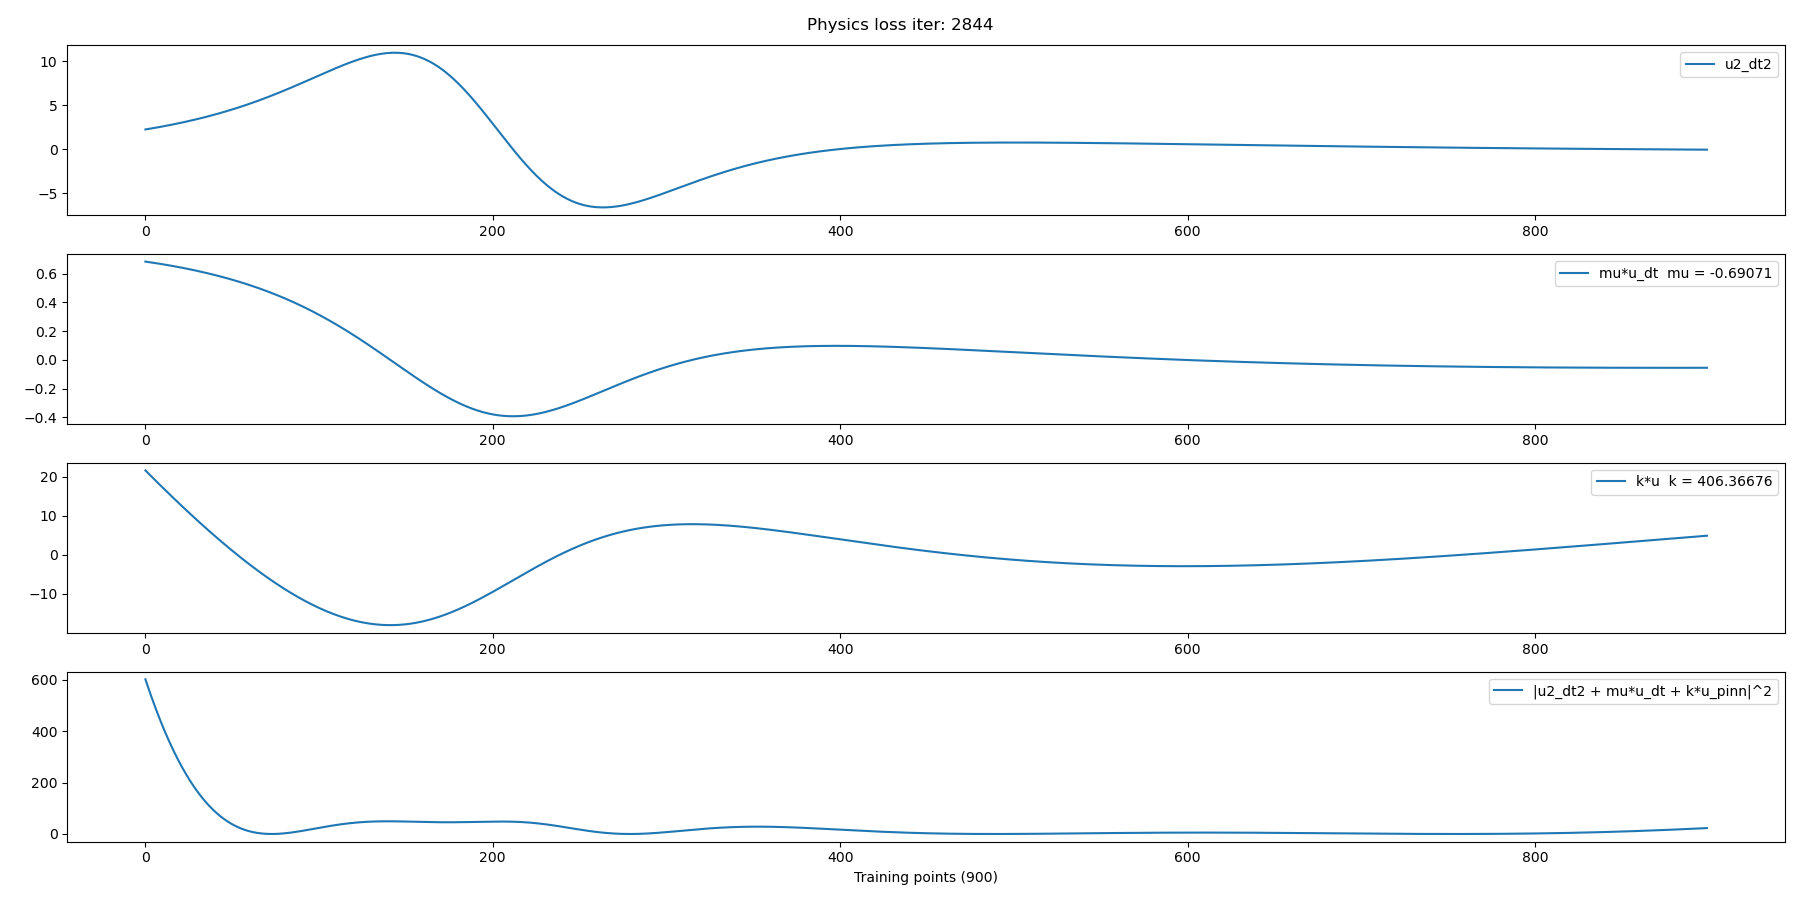 Physics loss iter: 2844
10
5
0
−5
u2_dt2
0 200 400 600 800
0.6
0.4
0.2
0.0
−0.2
−0.4
mu*u_dt  mu = -0.69071
0 200 400 600 800
20
10
0
−10
k*u  k = 406.36676
0 200 400 600 800
600
400
200
0
|u2_dt2 + mu*u_dt + k*u_pinn|^2
0 200 400 600 800
Training points (900)